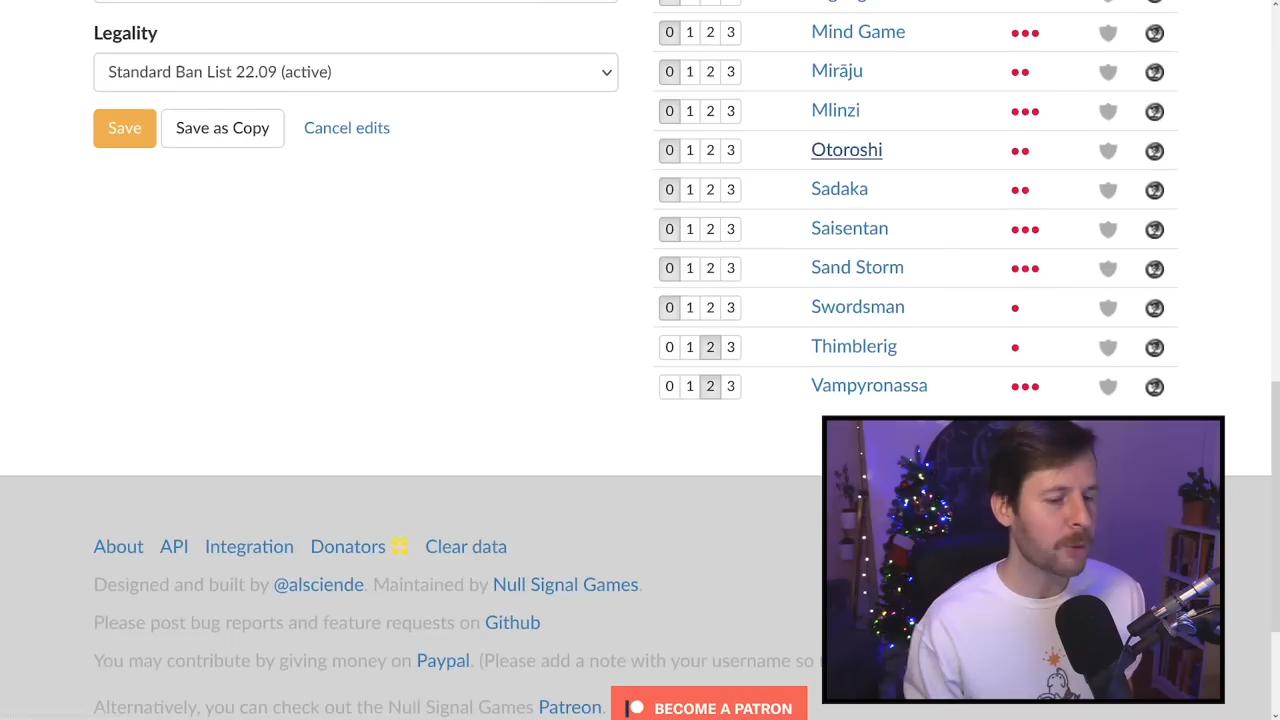 Legality
Standard Ban List 22.09 (active)
Save Save as Copy Cancel edits
0 1 2 3 Mind Game
0 1 2 3 Mirāju
0 1 2 3 Mlinzi
0 1 2 3 Otoroshi
0 1 2 3 Sadaka
0 1 2 3 Saisentan
0 1 2 3 Sand Storm
0 1 2 3 Swordsman
0 1 2 3 Thimblerig
0 1 2 3 Vampyronassa
About API Integration Donators Clear data
Designed and built by @alsciende. Maintained by Null Signal Games.
Please post bug reports and feature requests on Github
You may contribute by giving money on Paypal. (Please add a note with your username so
Alternatively, you can check out the Null Signal Games Patreon. BECOME A PATRON